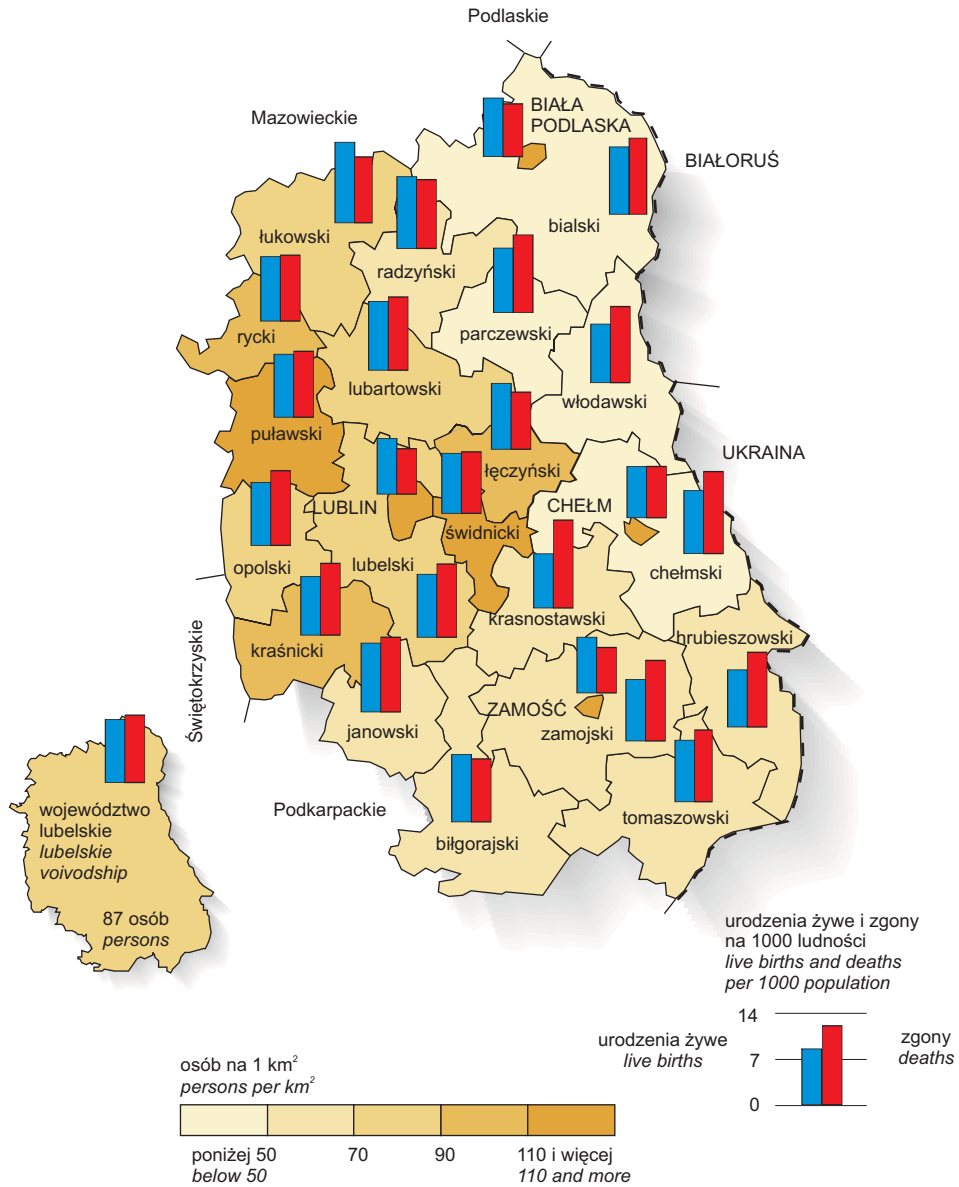 Podlaskie
Mazowieckie
BIAŁA
PODLASKA
BIAŁORUŚ
bialski
łukowski
radzyński
parczewski
rycki
lubartowski
włodawski
puławski
UKRAINA
łęczyński
CHEŁM
LUBLIN
świdnicki
opolski
lubelski
chełmski
krasnostawski
hrubieszowski
kraśnicki
Świętokrzyskie
ZAMOŚĆ
zamojski
janowski
Podkarpackie
tomaszowski
biłgorajski
województwo
lubelskie
lubelskie
voivodship
87 osób
persons
urodzenia żywe i zgony
na 1000 ludności
live births and deaths
per 1000 population
14
7
0
urodzenia żywe
live births
zgony
deaths
osób na 1 km²
persons per km²
poniżej 50 70 90 110 i więcej
below 50 110 and more